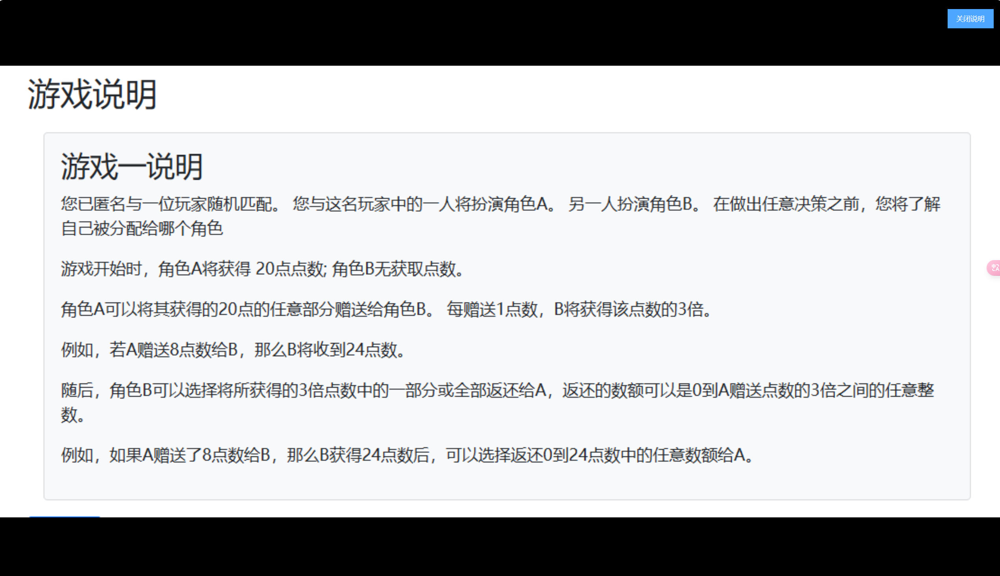 关闭说明
游戏说明
游戏一说明
您已匿名与一位玩家随机匹配。 您与这名玩家中的一人将扮演角色A。 另一人扮演角色B。 在做出任意决策之前，您将了解
自己被分配给哪个角色
游戏开始时，角色A将获得 20点点数; 角色B无获取点数。
角色A可以将其获得的20点的任意部分赠送给角色B。 每赠送1点数，B将获得该点数的3倍。
例如，若A赠送8点数给B，那么B将收到24点数。
随后，角色B可以选择将所获得的3倍点数中的一部分或全部返还给A，返还的数额可以是0到A赠送点数的3倍之间的任意整
数。
例如，如果A赠送了8点数给B，那么B获得24点数后，可以选择返还0到24点数中的任意数额给A。